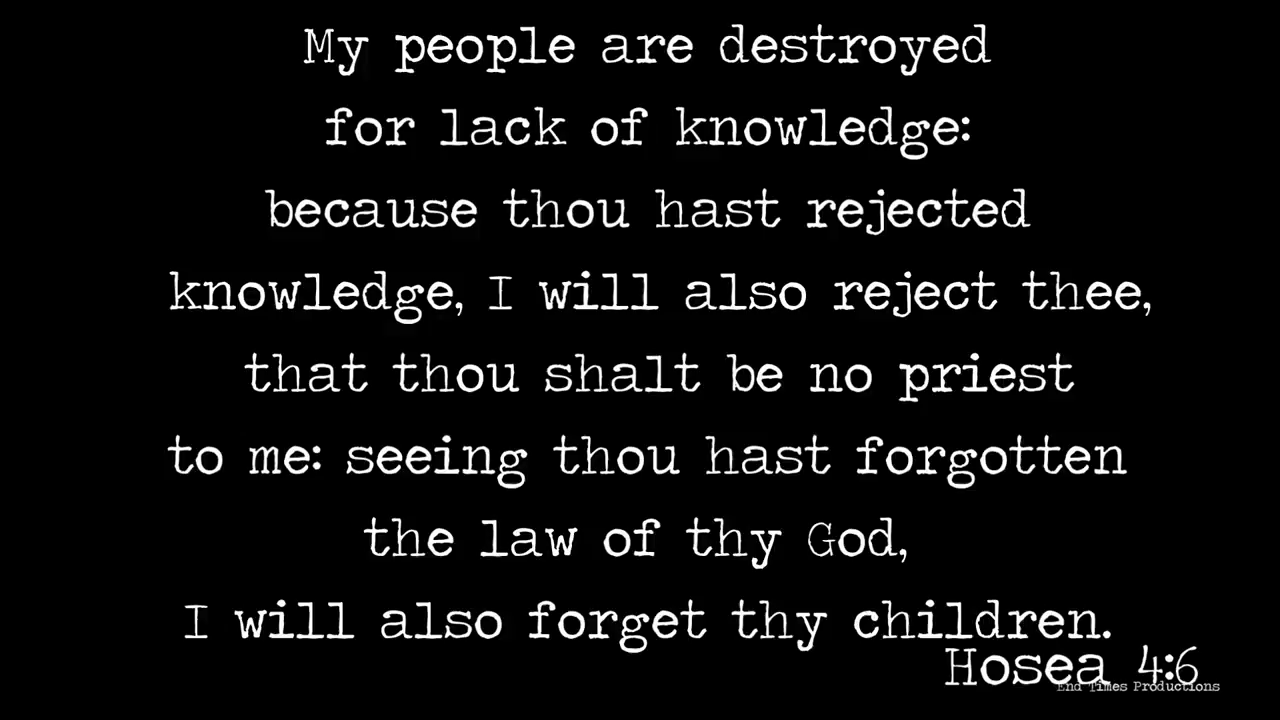 My people are destroyed
for lack of knowledge:
because thou hast rejected
knowledge, I will also reject thee,
that thou shalt be no priest
to me: seeing thou hast forgotten
the law of thy God,
I will also forget thy children.
Hosea 4:6
End Times Productions